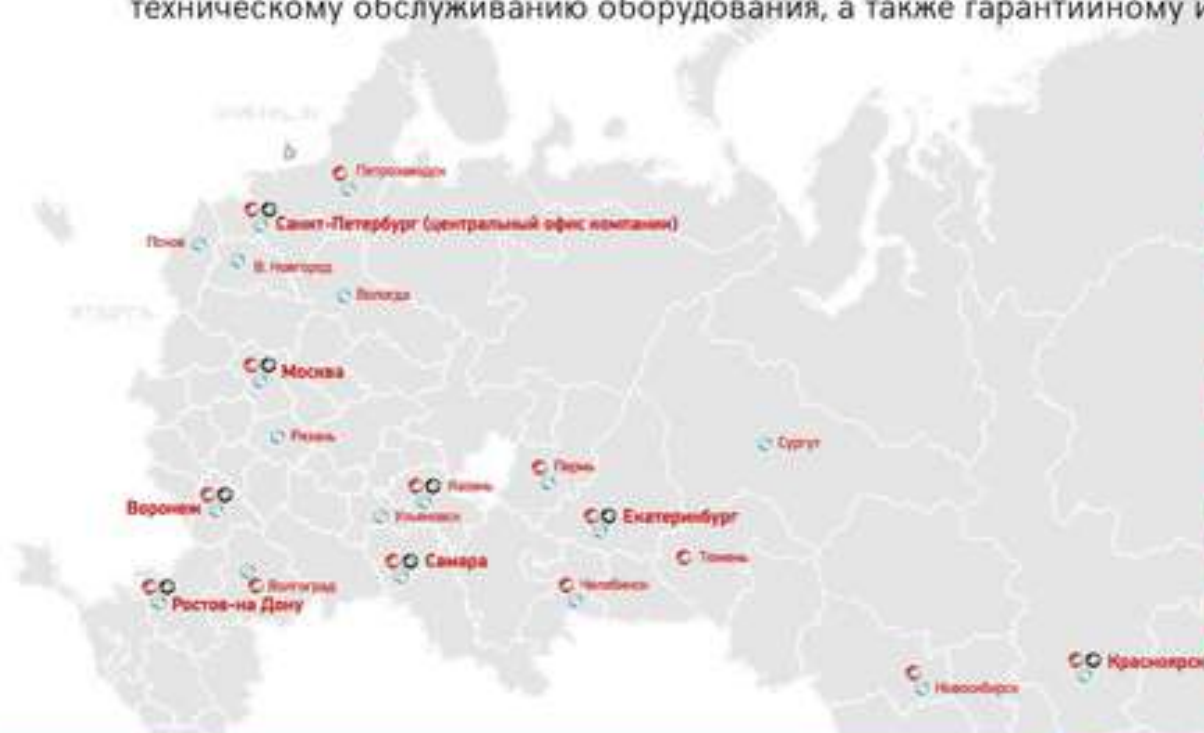 техническому обслуживанию оборудования, а также гарантийному и
Петрозаводск
Санкт-Петербург (центральный офис компании)
Псков
В. Новгород
Вологда
Москва
Рязань
Сургут
Пермь
Казань
Воронеж
Ульяновск
Екатеринбург
Самара
Тюмень
Волгоград
Челябинск
Ростов-на Дону
Красноярск
Новосибирск